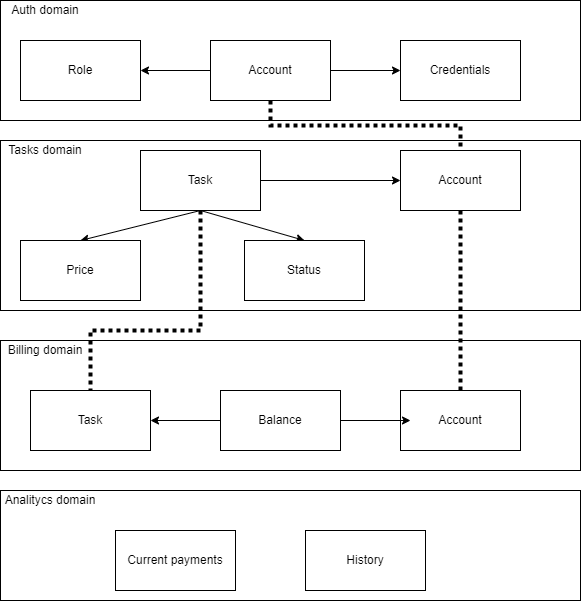 Auth domain
Role
Account
Credentials
Tasks domain
Task
Account
Price
Status
Billing domain
Task
Balance
Account
Analitycs domain
Current payments
History